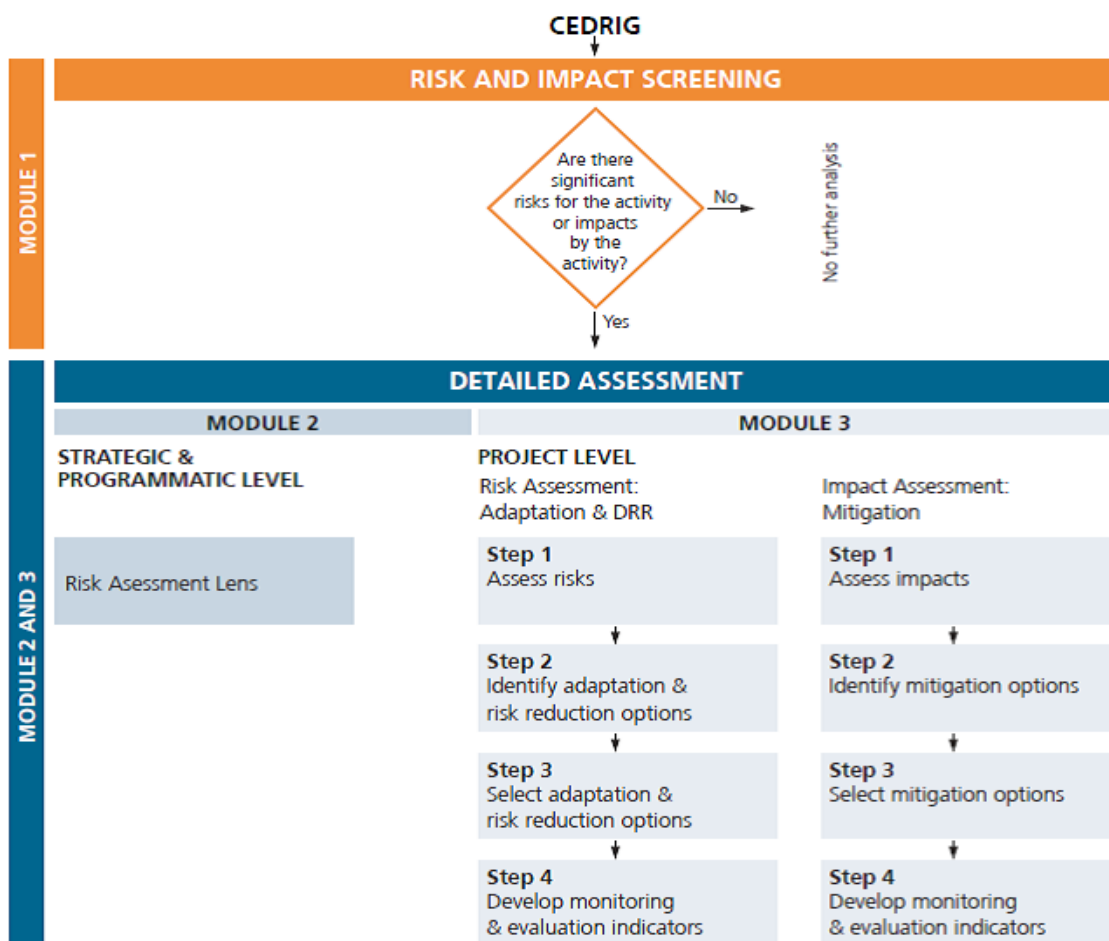 CEDRIG
RISK AND IMPACT SCREENING
MODULE 1
Are there
significant
risks for the activity
or impacts
by the
activity?
No
No further analysis
Yes
DETAILED ASSESSMENT
MODULE 2 AND 3
MODULE 2
MODULE 3
STRATEGIC &
PROGRAMMATIC LEVEL
Risk Asessment Lens
PROJECT LEVEL
Risk Assessment:
Adaptation & DRR
Step 1
Assess risks
Step 2
Identify adaptation &
risk reduction options
Step 3
Select adaptation &
risk reduction options
Step 4
Develop monitoring
& evaluation indicators
Impact Assessment:
Mitigation
Step 1
Assess impacts
Step 2
Identify mitigation options
Step 3
Select mitigation options
Step 4
Develop monitoring
& evaluation indicators